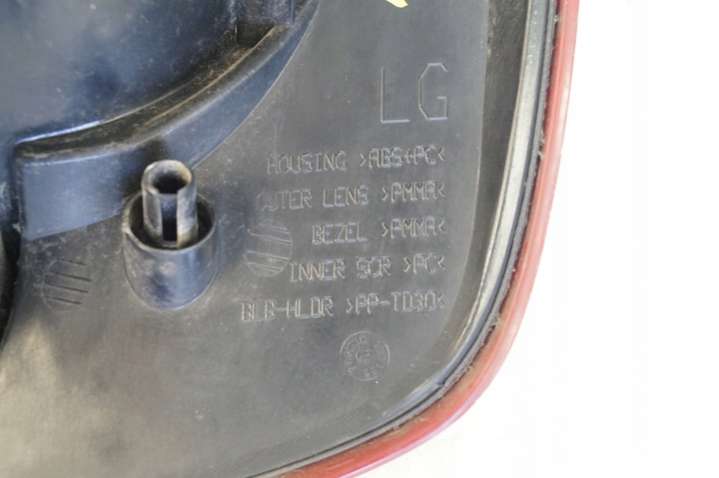 LG
HOUSING >ABS+PC<
OUTER LENS >PMMA<
BEZEL >PMMA<
INNER SCR >PC<
BLB-HLDR >PP-TD30<